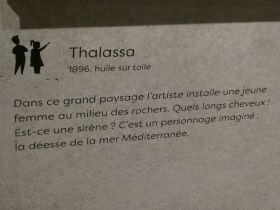 Thalassa
1896, huile sur toile
Dans ce grand paysage l'artiste installe une jeune
femme au milieu des rochers. Quels longs cheveux !
Est-ce une sirène ? C'est un personnage imaginé :
la déesse de la mer Méditerranée.